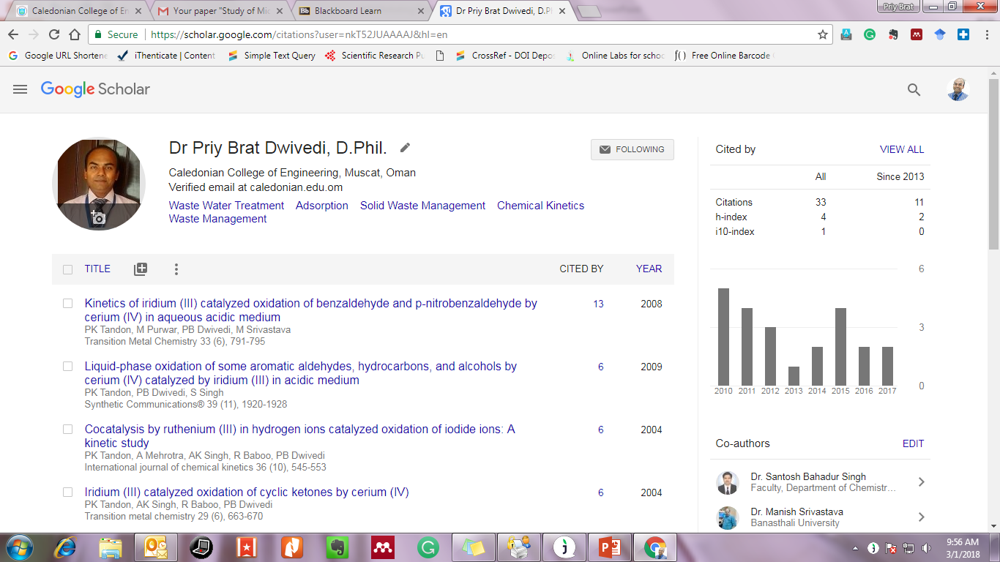 Caledonian College of En
Your paper "Study of Mic
Blackboard Learn
Dr Priy Brat Dwivedi, D.Ph
Priy Brat
Secure
https://scholar.google.com/citations?user=nkT52JUAAAAJ&hl=en
Google URL Shortene
iThenticate | Content
Simple Text Query
Scientific Research Pu
CrossRef - DOI Depos
Online Labs for schoo
Free Online Barcode
Google Scholar
Dr Priy Brat Dwivedi, D.Phil.
FOLLOWING
Caledonian College of Engineering, Muscat, Oman
Verified email at caledonian.edu.om
Waste Water Treatment Adsorption Solid Waste Management Chemical Kinetics
Waste Management
TITLE CITED BY YEAR
Kinetics of iridium (III) catalyzed oxidation of benzaldehyde and p-nitrobenzaldehyde by 13 2008
cerium (IV) in aqueous acidic medium
PK Tandon, M Purwar, PB Dwivedi, M Srivastava
Transition Metal Chemistry 33 (6), 791-795
Liquid-phase oxidation of some aromatic aldehydes, hydrocarbons, and alcohols by 6 2009
cerium (IV) catalyzed by iridium (III) in acidic medium
PK Tandon, PB Dwivedi, S Singh
Synthetic Communications® 39 (11), 1920-1928
Cocatalysis by ruthenium (III) in hydrogen ions catalyzed oxidation of iodide ions: A 6 2004
kinetic study
PK Tandon, A Mehrotra, AK Singh, R Baboo, PB Dwivedi
International journal of chemical kinetics 36 (10), 545-553
Iridium (III) catalyzed oxidation of cyclic ketones by cerium (IV) 6 2004
PK Tandon, AK Singh, R Baboo, PB Dwivedi
Transition metal chemistry 29 (6), 663-670
Cited by VIEW ALL
All Since 2013
Citations 33 11
h-index 4 2
i10-index 1 0
6
3
0
2010 2011 2012 2013 2014 2015 2016 2017
Co-authors EDIT
Dr. Santosh Bahadur Singh
Faculty, Department of Chemistr…
Dr. Manish Srivastava
Banasthali University
9:56 AM
3/1/2018